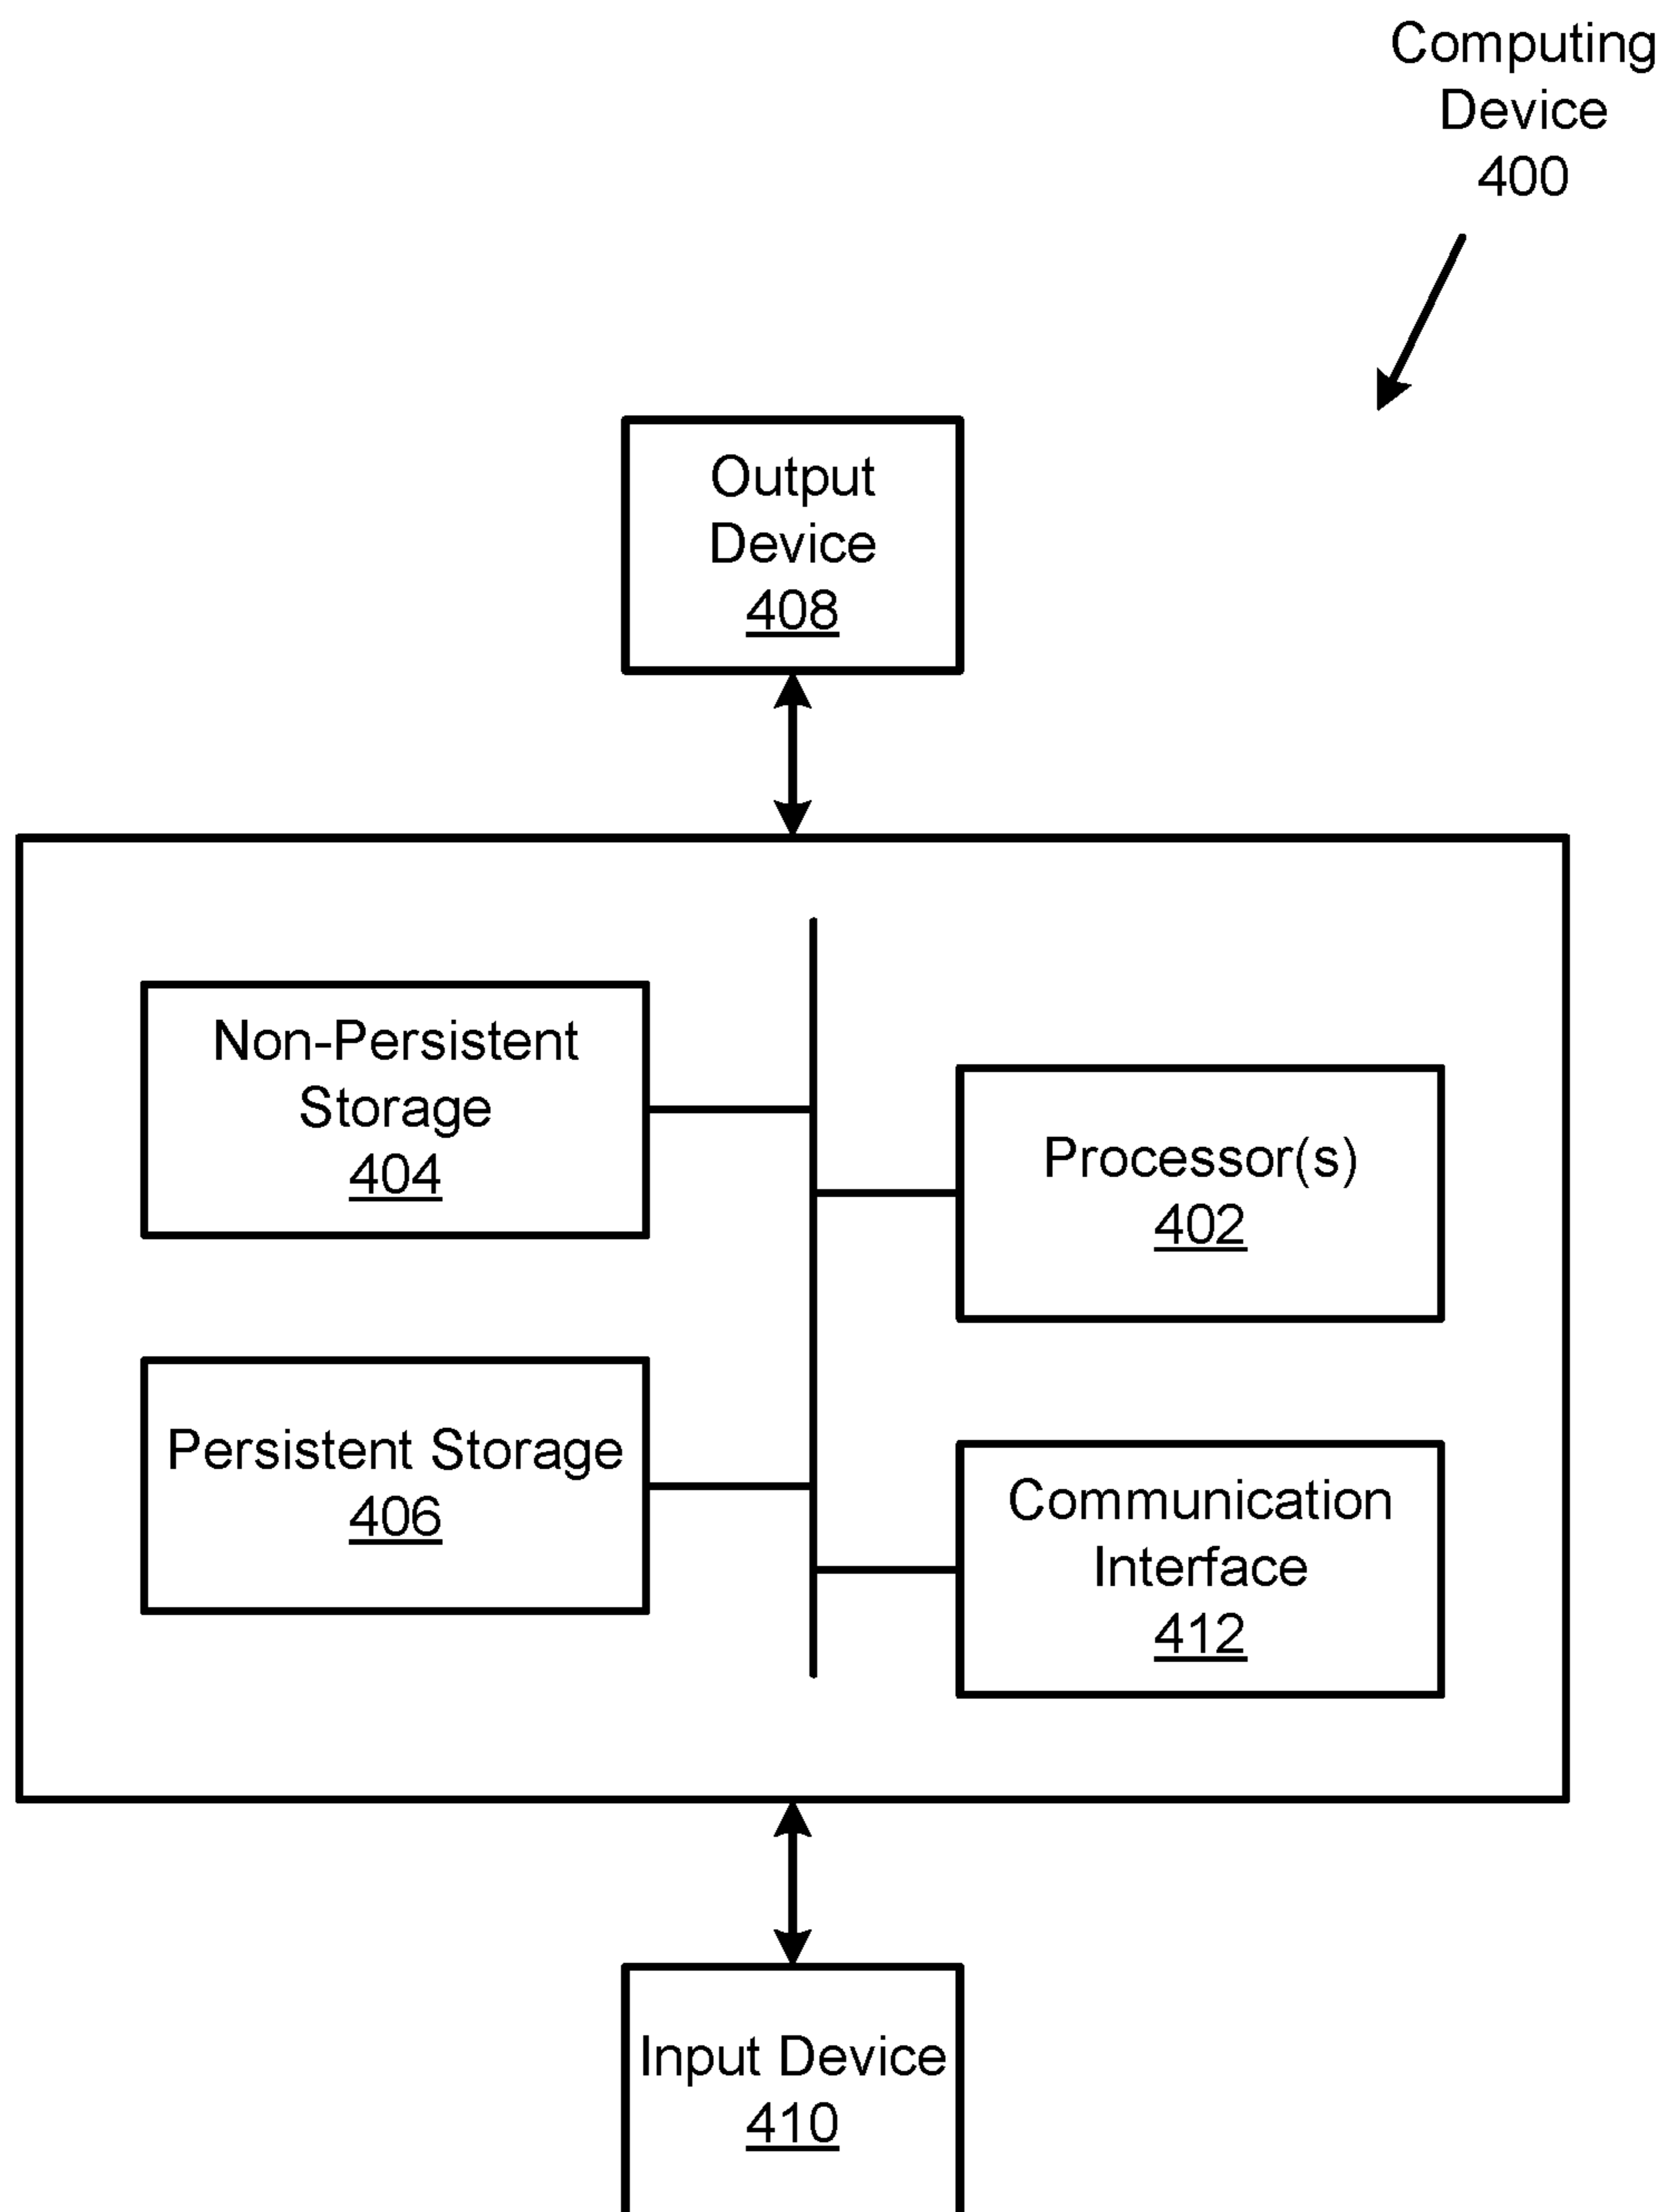 Computing
Device
400
Output
Device
408
Non-Persistent
Storage
404
Processor(s)
402
Persistent Storage
406
Communication
Interface
412
Input Device
410